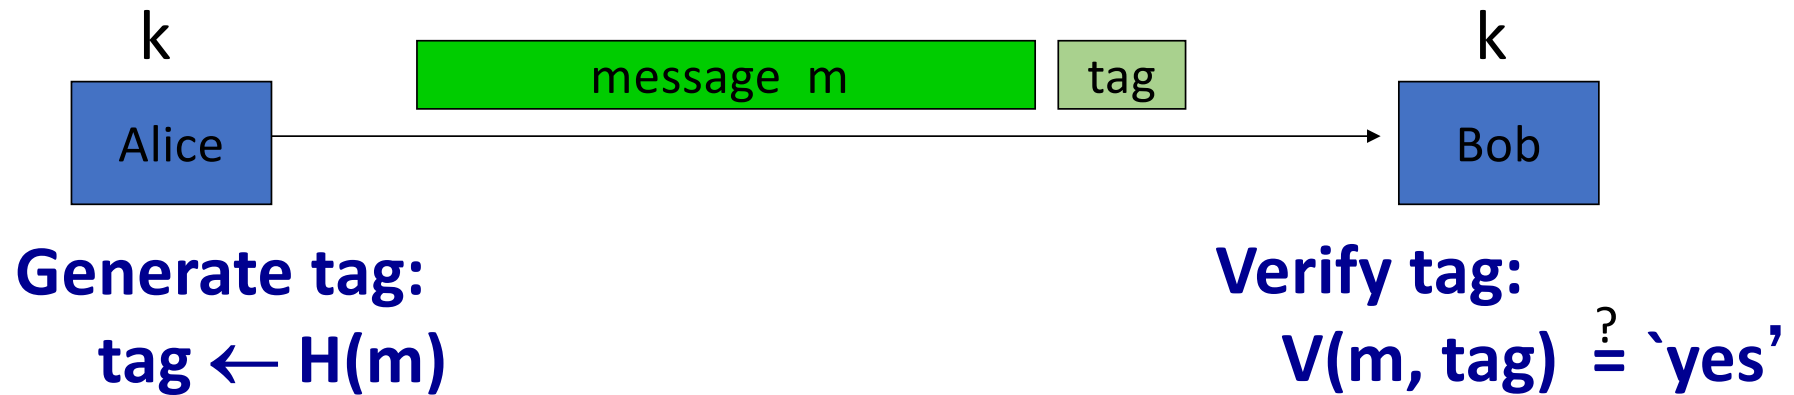 k
k
message m
tag
Alice
Bob
Generate tag:
Verify tag:
tag ← H(m)
V(m, tag) ≟ `yes’